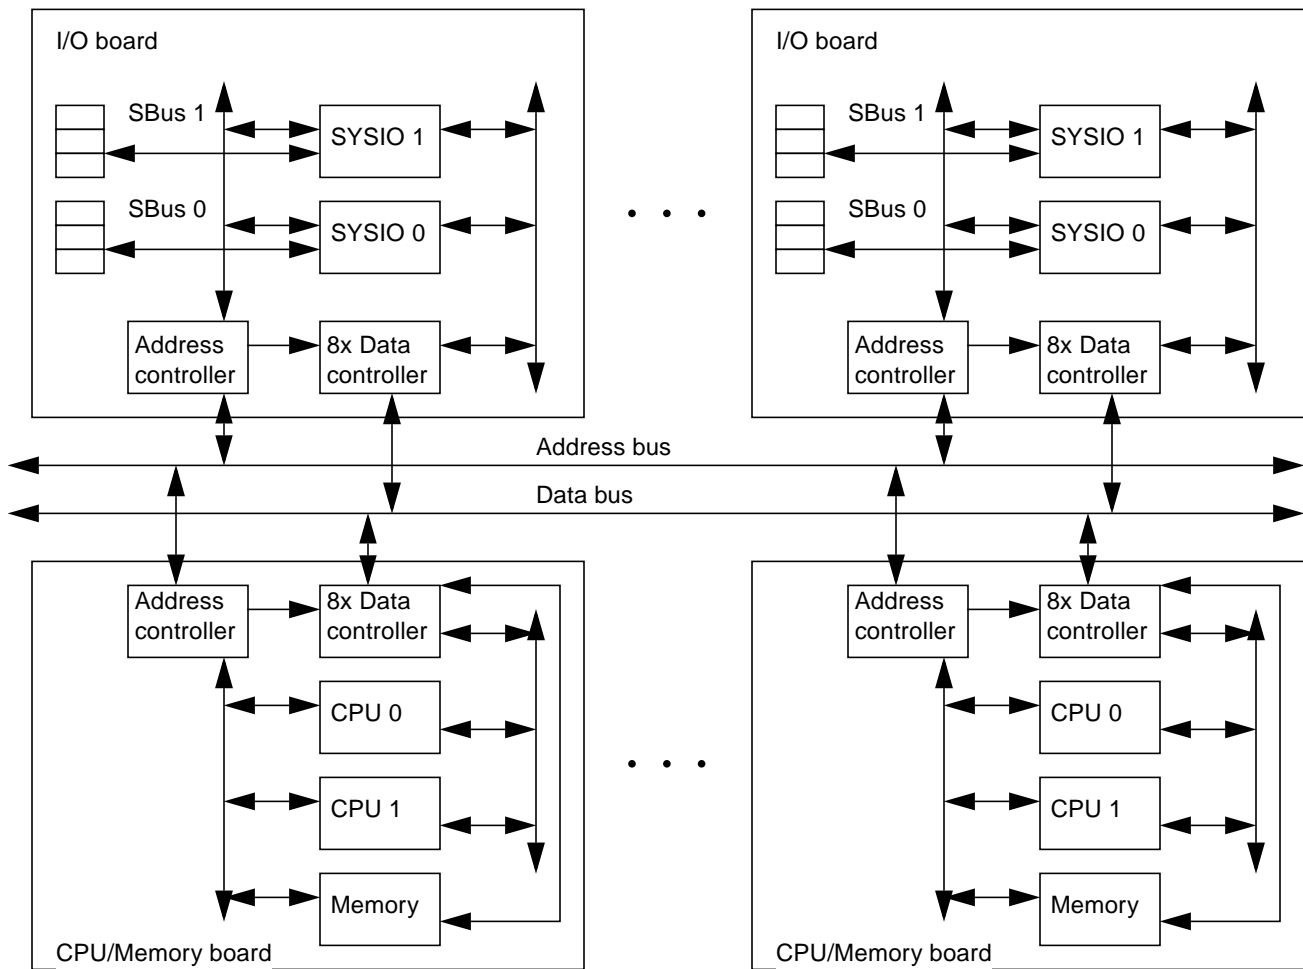 I/O board
SBus 1
SYSIO 1
SBus 0
SYSIO 0
Address
controller
8x Data
controller
I/O board
SBus 1
SYSIO 1
SBus 0
SYSIO 0
Address
controller
8x Data
controller
. . .
Address bus
Data bus
Address
controller
8x Data
controller
CPU 0
CPU 1
Memory
CPU/Memory board
. . .
Address
controller
8x Data
controller
CPU 0
CPU 1
Memory
CPU/Memory board